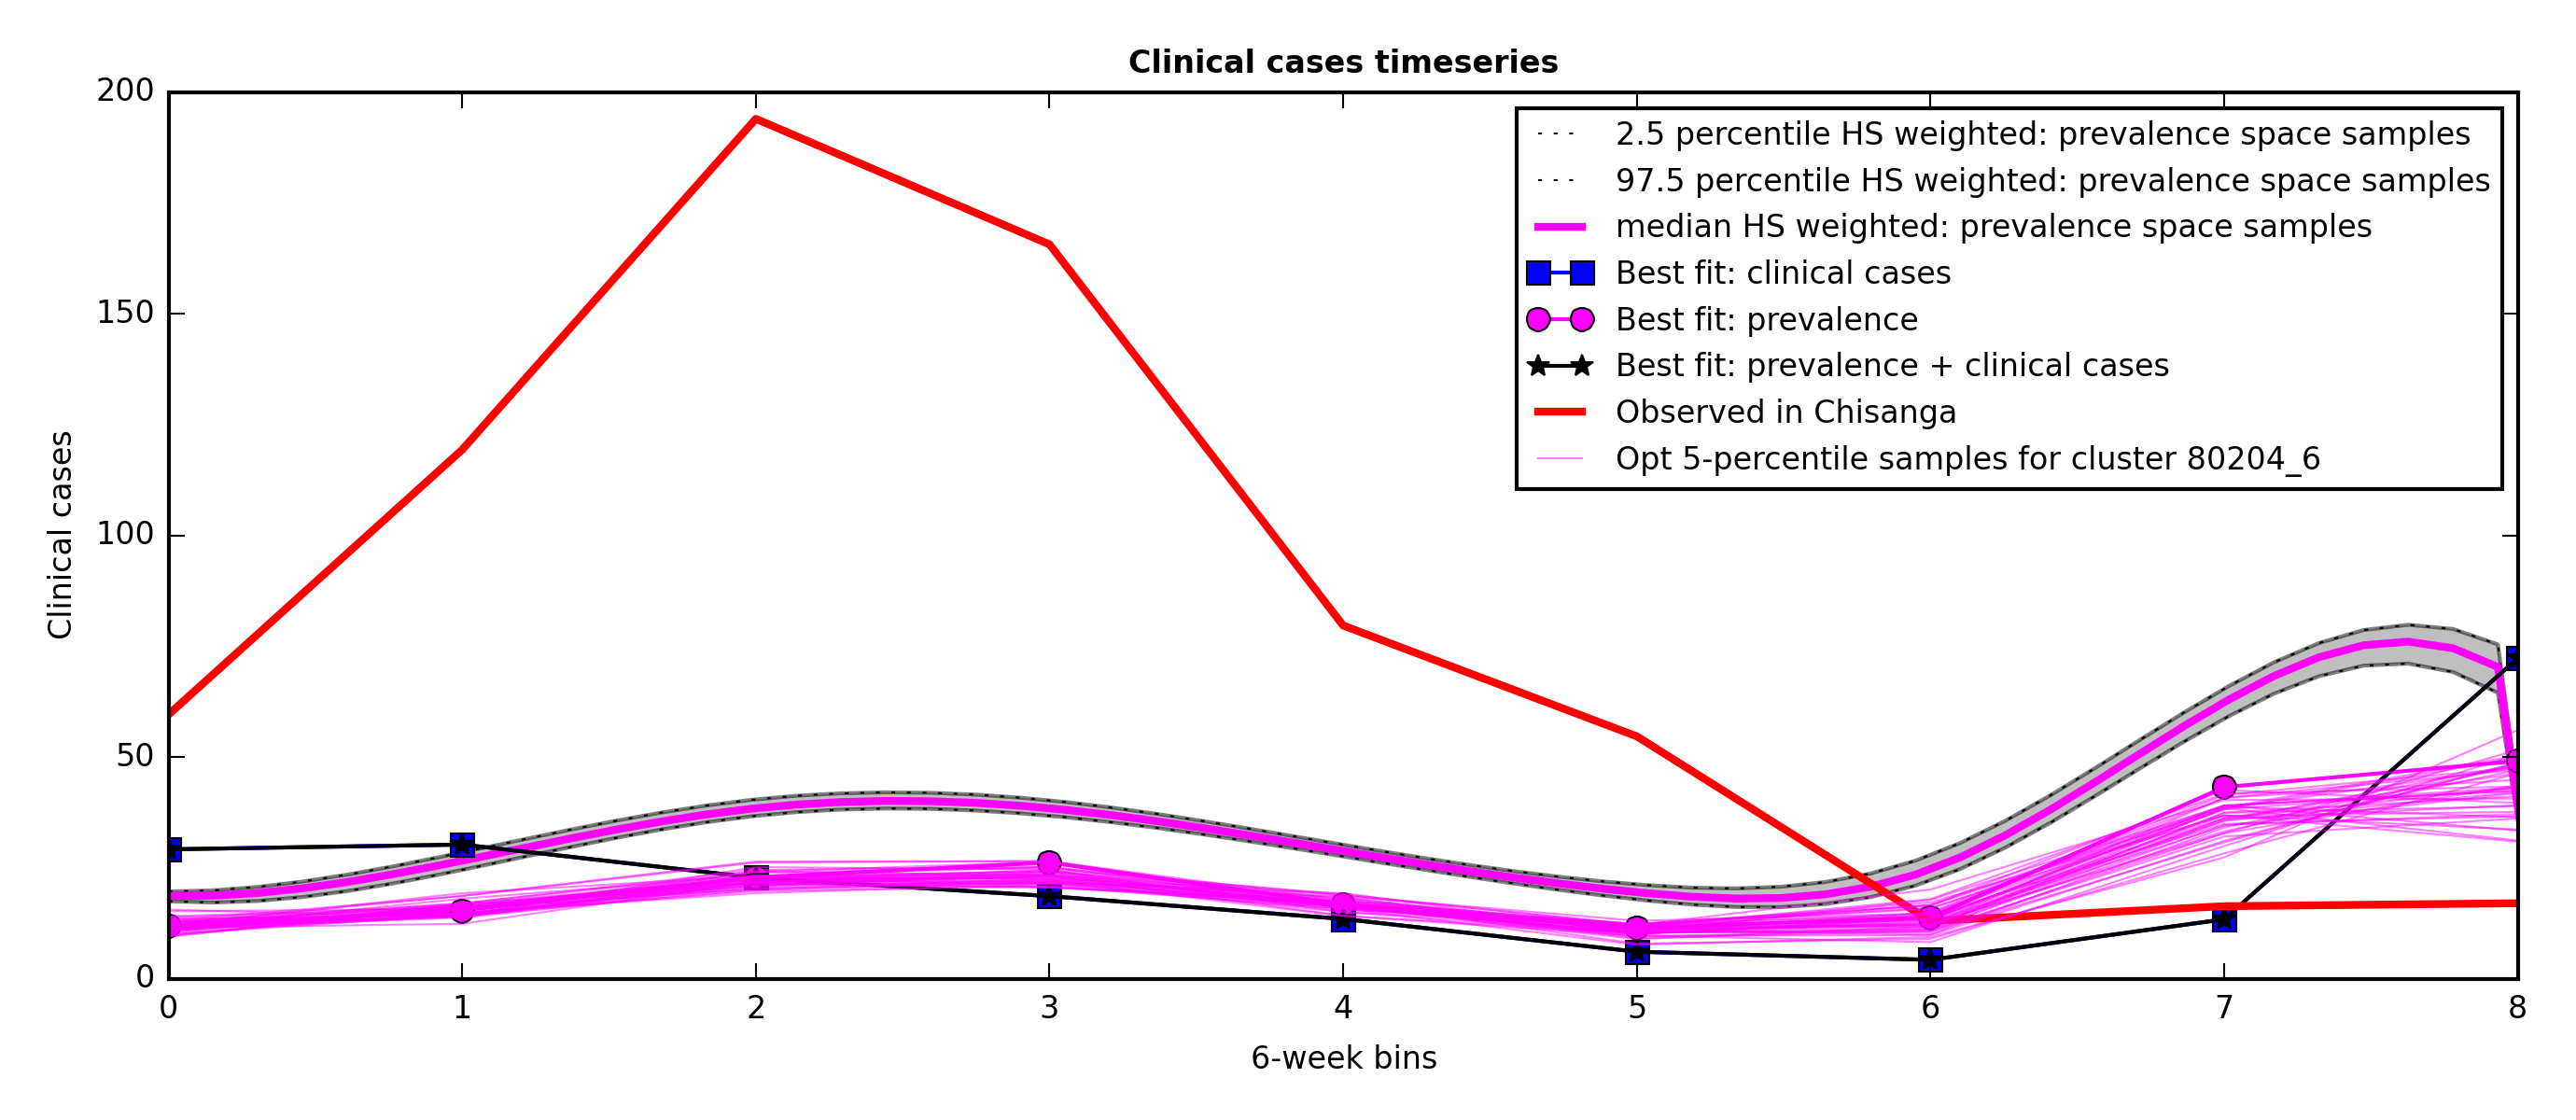 Clinical cases timeseries
200
150
100
50
0
Clinical cases
2.5 percentile HS weighted: prevalence space samples
97.5 percentile HS weighted: prevalence space samples
median HS weighted: prevalence space samples
Best fit: clinical cases
Best fit: prevalence
Best fit: prevalence + clinical cases
Observed in Chisanga
Opt 5-percentile samples for cluster 80204_6
0 1 2 3 4 5 6 7 8
6-week bins